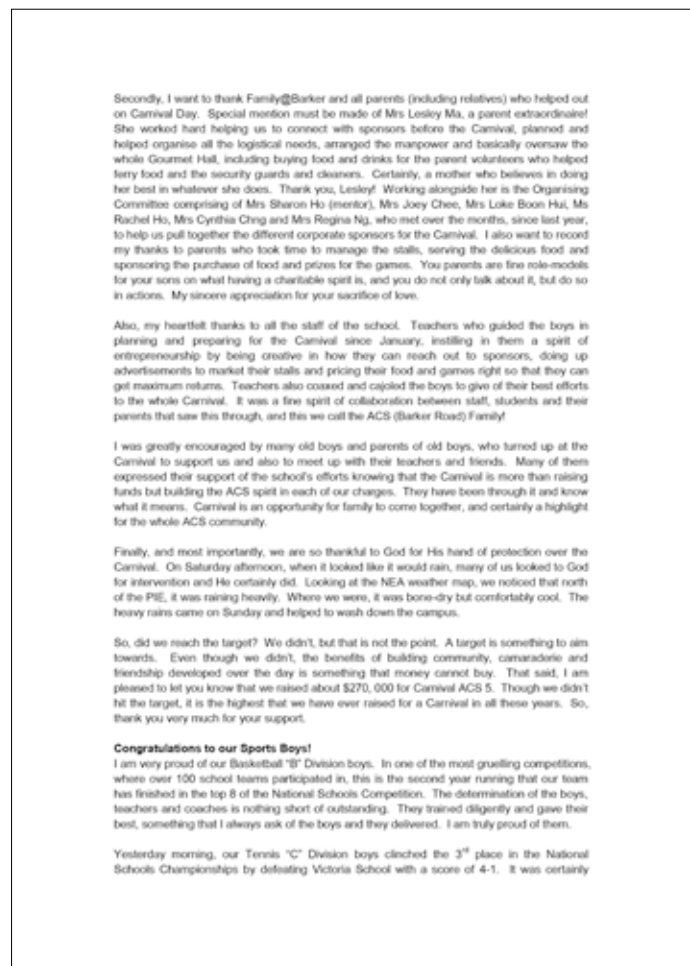 Secondly, I want to thank Family@Barker and all parents (including relatives) who helped out
on Carnival Day. Special mention must be made of Mrs Lesley Ma, a parent extraordinaire!
She worked hard helping us to connect with sponsors before the Carnival, planned and
helped organise all the logistical needs, arranged the manpower and basically oversaw the
whole Gourmet Hall, including buying food and drinks for the parent volunteers who helped
ferry food and the security guards and cleaners. Certainly, a mother who believes in doing
her best in whatever she does. Thank you, Lesley! Working alongside her is the Organising
Committee comprising of Mrs Sharon Ho (mentor), Mrs Joey Chee, Mrs Loke Boon Hui, Ms
Rachel Ho, Mrs Cynthia Chng and Mrs Regina Ng, who met over the months, since last year,
to help us pull together the different corporate sponsors for the Carnival. I also want to record
my thanks to parents who took time to manage the stalls, serving the delicious food and
sponsoring the purchase of food and prizes for the games. You parents are fine role-models
for your sons on what having a charitable spirit is, and you do not only talk about it, but do so
in actions. My sincere appreciation for your sacrifice of love.
Also, my heartfelt thanks to all the staff of the school. Teachers who guided the boys in
planning and preparing for the Carnival since January, instilling in them a spirit of
entrepreneurship by being creative in how they can reach out to sponsors, doing up
advertisements to market their stalls and pricing their food and games right so that they can
get maximum returns. Teachers also coaxed and cajoled the boys to give of their best efforts
to the whole Carnival. It was a fine spirit of collaboration between staff, students and their
parents that saw this through, and this we call the ACS (Barker Road) Family!
I was greatly encouraged by many old boys and parents of old boys, who turned up at the
Carnival to support us and also to meet up with their teachers and friends. Many of them
expressed their support of the school's efforts knowing that the Carnival is more than raising
funds but building the ACS spirit in each of our charges. They have been through it and know
what it means. Carnival is an opportunity for family to come together, and certainly a highlight
for the whole ACS community.
Finally, and most importantly, we are so thankful to God for His hand of protection over the
Carnival. On Saturday afternoon, when it looked like it would rain, many of us looked to God
for intervention and He certainly did. Looking at the NEA weather map, we noticed that north
of the PIE, it was raining heavily. Where we were, it was bone-dry but comfortably cool. The
heavy rains came on Sunday and helped to wash down the campus.
So, did we reach the target? We didn't, but that is not the point. A target is something to aim
towards. Even though we didn't, the benefits of building community, camaraderie and
friendship developed over the day is something that money cannot buy. That said, I am
pleased to let you know that we raised about $270, 000 for Carnival ACS 5. Though we didn't
hit the target, it is the highest that we have ever raised for a Carnival in all these years. So,
thank you very much for your support.
Congratulations to our Sports Boys!
I am very proud of our Basketball "B" Division boys. In one of the most gruelling competitions,
where over 100 school teams participated in, this is the second year running that our team
has finished in the top 8 of the National Schools Competition. The determination of the boys,
teachers and coaches is nothing short of outstanding. They trained diligently and gave their
best, something that I always ask of the boys and they delivered. I am truly proud of them.
Yesterday morning, our Tennis "C" Division boys clinched the 3rd place in the National
Schools Championships by defeating Victoria School with a score of 4-1. It was certainly